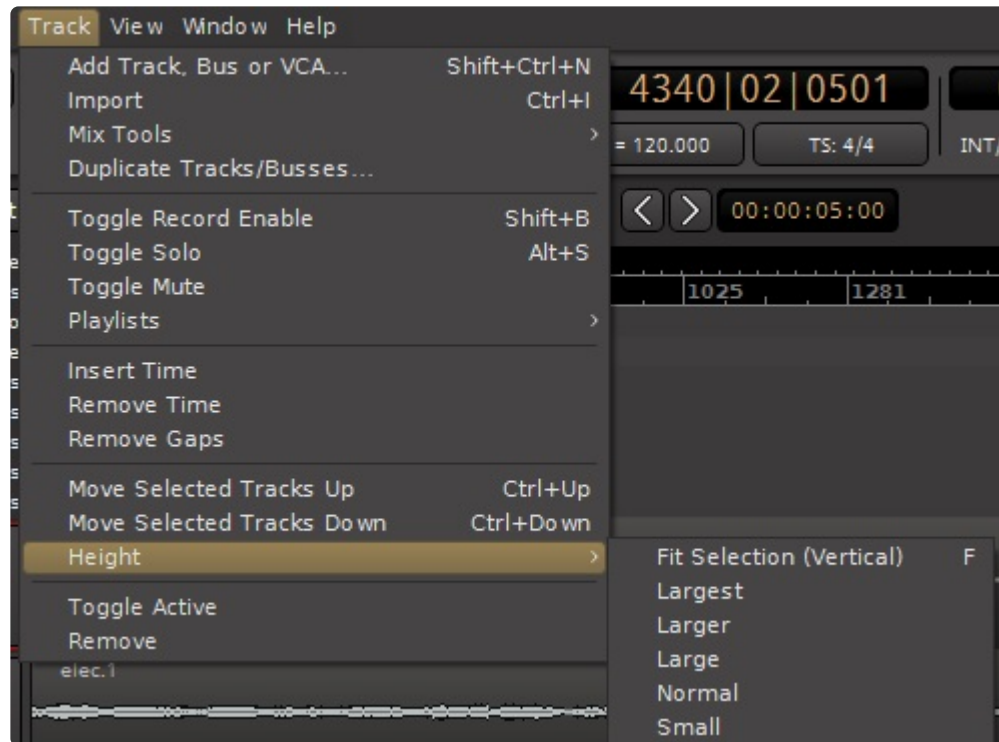 Track View Window Help
Add Track, Bus or VCA... Shift+Ctrl+N
Import Ctrl+I
Mix Tools >
Duplicate Tracks/Busses...
Toggle Record Enable Shift+B
Toggle Solo Alt+S
Toggle Mute
Playlists >
Insert Time
Remove Time
Remove Gaps
Move Selected Tracks Up Ctrl+Up
Move Selected Tracks Down Ctrl+Down
Height >
Toggle Active
Remove
4340|02|0501
= 120.000 TS: 4/4 INT/
00:00:05:00
1025 1281
Fit Selection (Vertical) F
Largest
Larger
Large
Normal
Small
elec.1